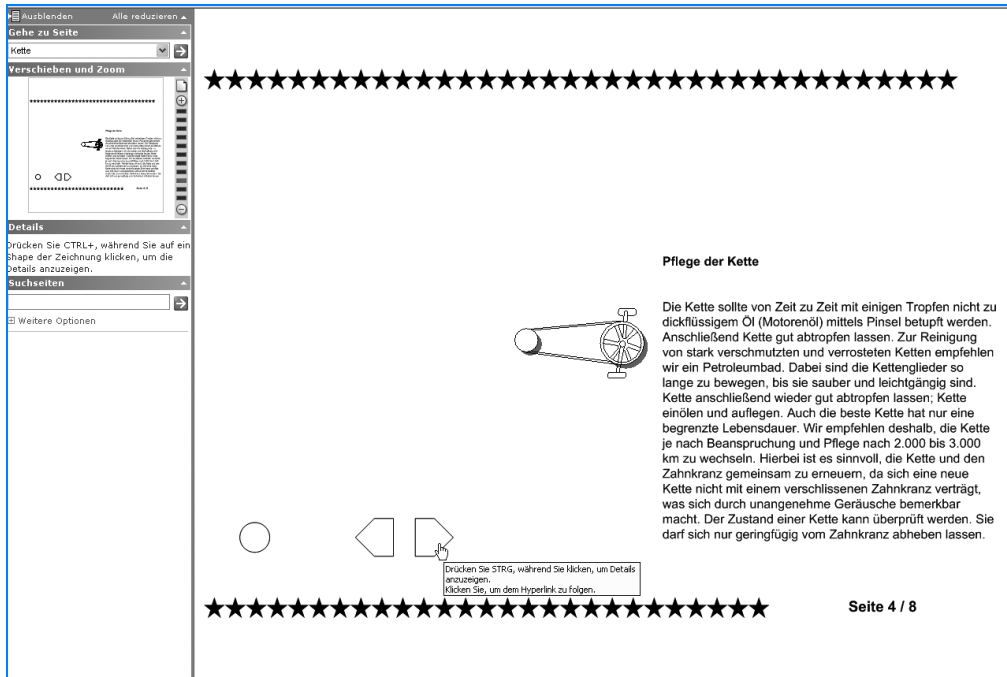 Ausblenden Alle reduzieren
Gehe zu Seite
Kette
Verschieben und Zoom
Details
Drücken Sie CTRL+, während Sie auf ein
Shape der Zeichnung klicken, um die
Details anzuzeigen.
Suchseiten
Weitere Optionen
Pflege der Kette
Die Kette sollte von Zeit zu Zeit mit einigen Tropfen nicht zu
dickflüssigem Öl (Motorenöl) mittels Pinsel betupft werden.
Anschließend Kette gut abtropfen lassen. Zur Reinigung
von stark verschmutzten und verrosteten Ketten empfehlen
wir ein Petroleumbad. Dabei sind die Kettenglieder so
lange zu bewegen, bis sie sauber und leichtgängig sind.
Kette anschließend wieder gut abtropfen lassen; Kette
einölen und auflegen. Auch die beste Kette hat nur eine
begrenzte Lebensdauer. Wir empfehlen deshalb, die Kette
je nach Beanspruchung und Pflege nach 2.000 bis 3.000
km zu wechseln. Hierbei ist es sinnvoll, die Kette und den
Zahnkranz gemeinsam zu erneuern, da sich eine neue
Kette nicht mit einem verschlissenen Zahnkranz verträgt,
was sich durch unangenehme Geräusche bemerkbar
macht. Der Zustand einer Kette kann überprüft werden. Sie
darf sich nur geringfügig vom Zahnkranz abheben lassen.
Drücken Sie STRG, während Sie klicken, um Details
anzuzeigen.
Klicken Sie, um dem Hyperlink zu folgen.
Seite 4 / 8